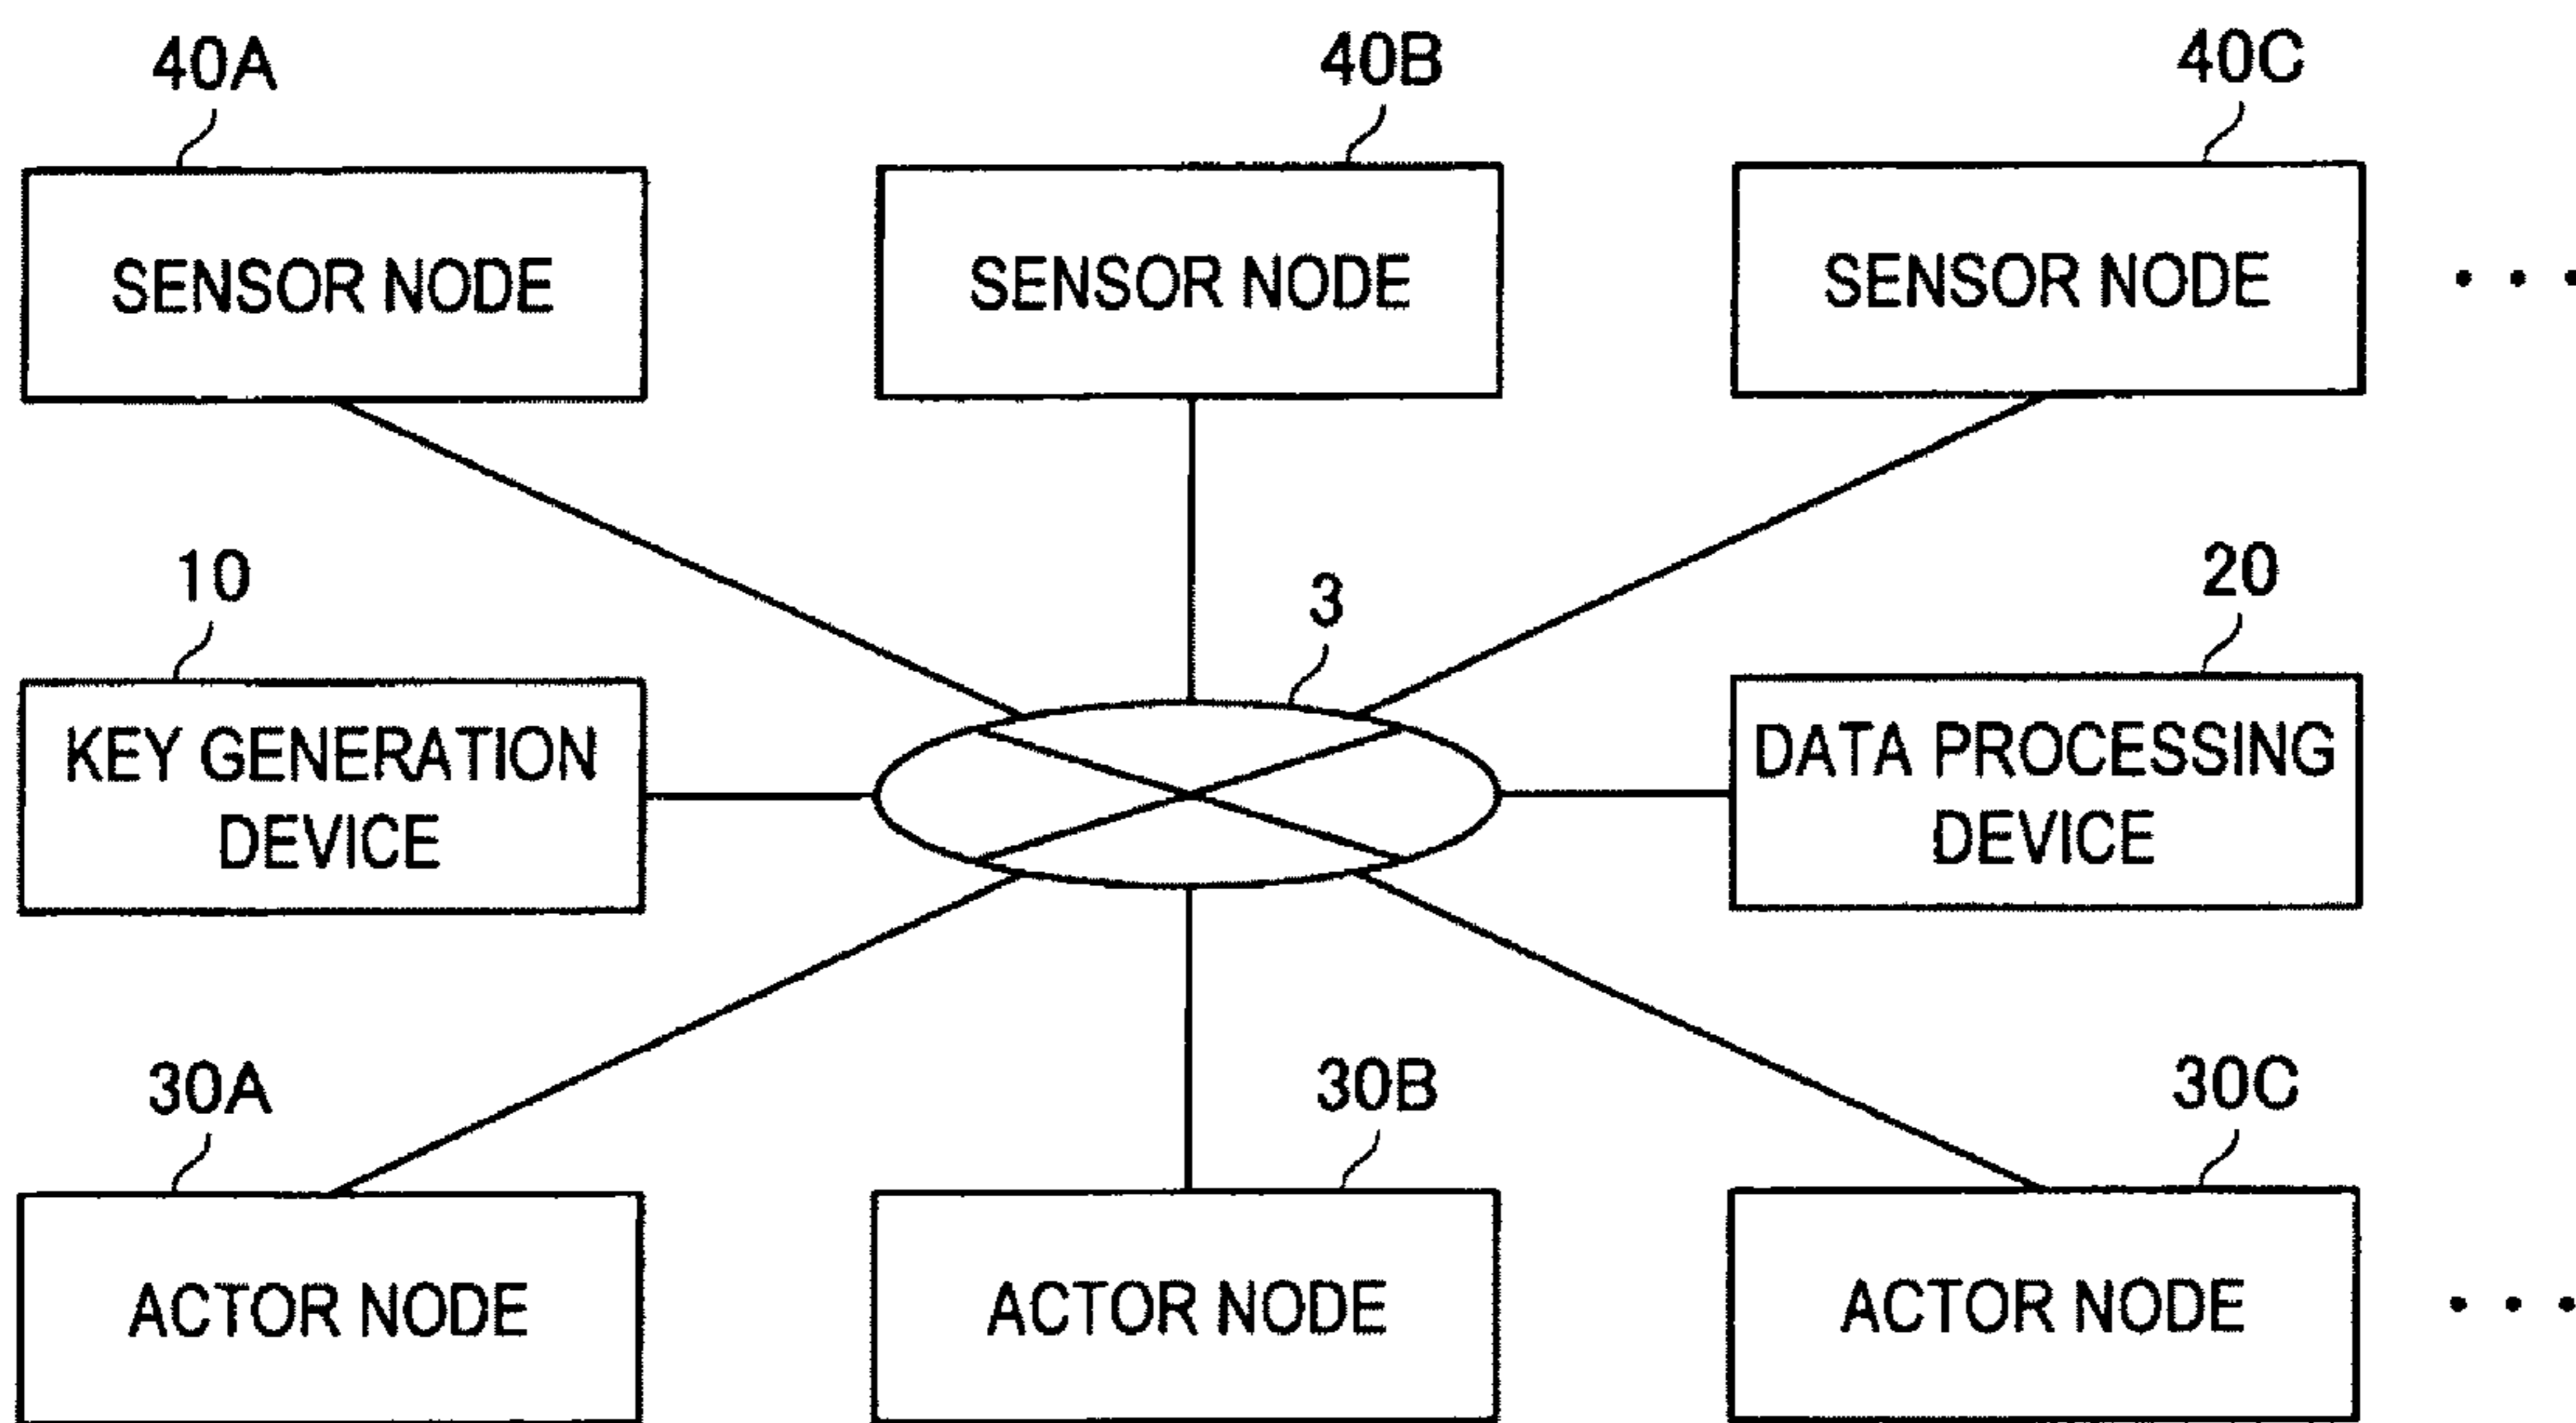 40A
40B
40C
SENSOR NODE
SENSOR NODE
SENSOR NODE
. . .
10
3
20
KEY GENERATION
DEVICE
DATA PROCESSING
DEVICE
30A
30B
30C
ACTOR NODE
ACTOR NODE
ACTOR NODE
. . .